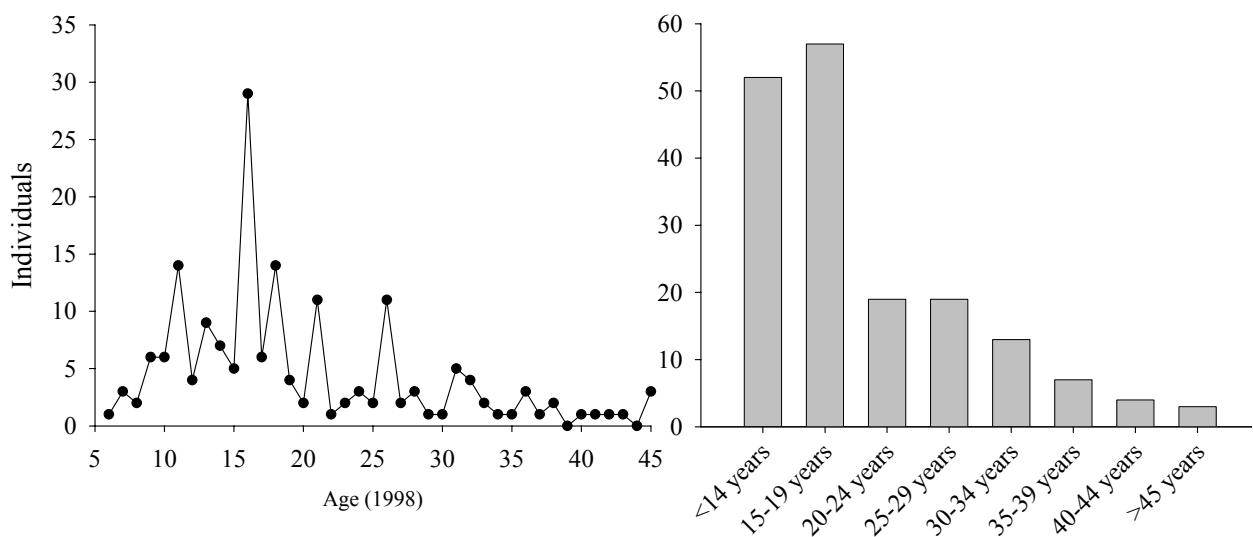 Individuals
35
30
25
20
15
10
5
0
5 10 15 20 25 30 35 40 45
Age (1998)
60
50
40
30
20
10
0
<14 years
15-19 years
20-24 years
25-29 years
30-34 years
35-39 years
40-44 years
>45 years